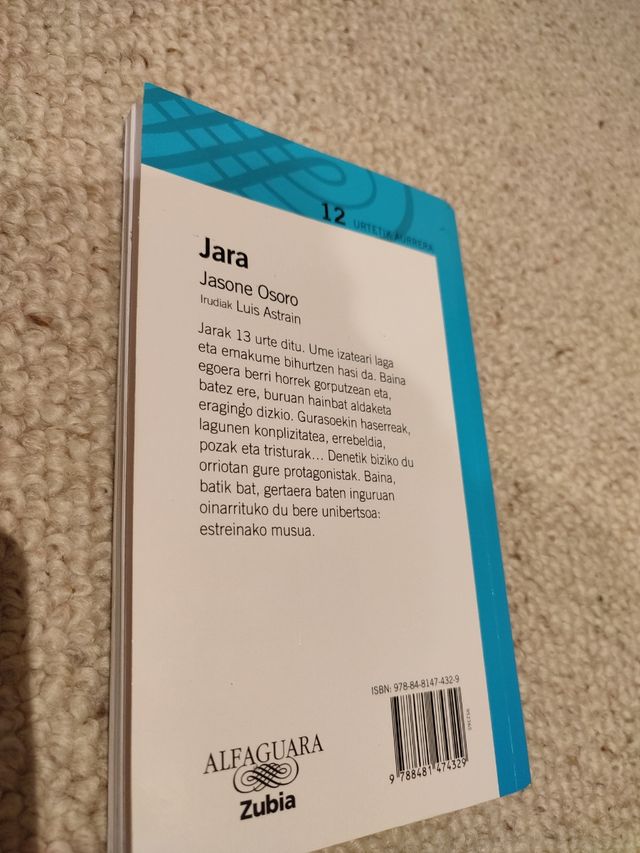 12 URTETIK AURRERA
Jara
Jasone Osoro
Irudiak Luis Astrain
Jarak 13 urte ditu. Ume izateari laga
eta emakume bihurtzen hasi da. Baina
egoera berri horrek gorputzean eta,
batez ere, buruan hainbat aldaketa
eragingo dizkio. Gurasoekin haserreak,
lagunen konplizitatea, errebeldia,
pozak eta tristurak... Denetik biziko du
orriotan gure protagonistak. Baina,
batik bat, gertaera baten inguruan
oinarrituko du bere unibertsoa:
estreinako musua.
ISBN: 978-84-8147-432-9
9 788481 474329
ALFAGUARA
Zubia